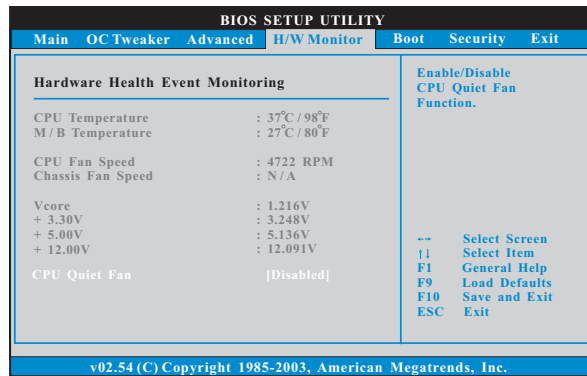 BIOS SETUP UTILITY
Main OC Tweaker Advanced H/W Monitor Boot Security Exit
Hardware Health Event Monitoring
CPU Temperature : 37°C / 98°F
M / B Temperature : 27°C / 80°F
CPU Fan Speed : 4722 RPM
Chassis Fan Speed : N / A
Vcore : 1.216V
+ 3.30V : 3.248V
+ 5.00V : 5.136V
+ 12.00V : 12.091V
CPU Quiet Fan [Disabled]
Enable/Disable
CPU Quiet Fan
Function.
←→ Select Screen
↑↓ Select Item
F1 General Help
F9 Load Defaults
F10 Save and Exit
ESC Exit
v02.54 (C) Copyright 1985-2003, American Megatrends, Inc.